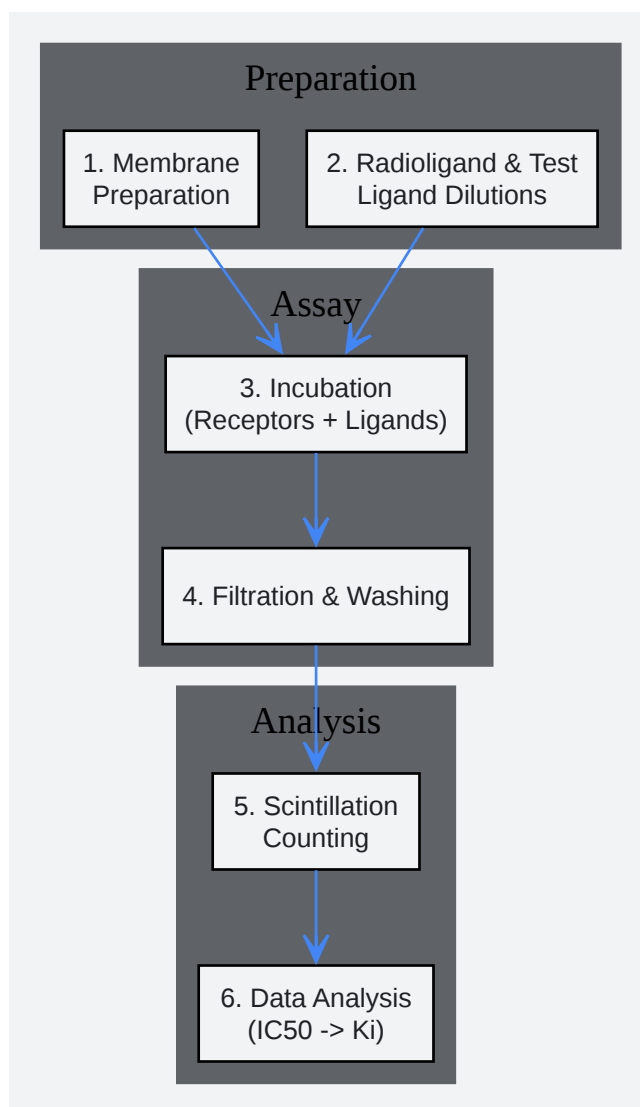 Preparation
1. Membrane
Preparation
2. Radioligand & Test
Ligand Dilutions
Assay
3. Incubation
(Receptors + Ligands)
4. Filtration & Washing
Analysis
5. Scintillation
Counting
6. Data Analysis
(IC50 -> Ki)